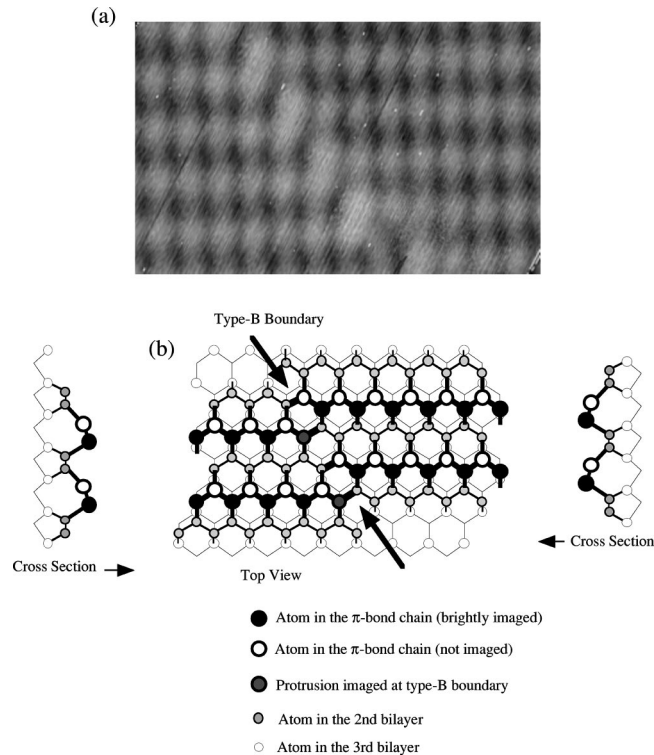 (a)
Type-B Boundary
(b)
Cross Section
Top View
Cross Section
Atom in the π-bond chain (brightly imaged)
Atom in the π-bond chain (not imaged)
Protrusion imaged at type-B boundary
Atom in the 2nd bilayer
Atom in the 3rd bilayer